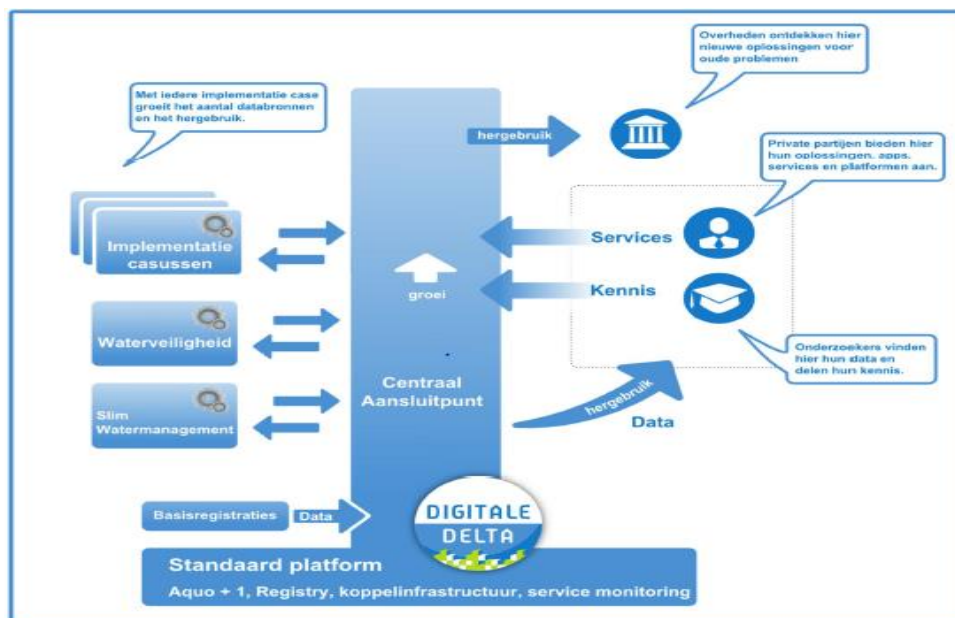 Overheden ontdekken hier
nieuwe oplossingen voor
oude problemen
Met iedere implementatie case
groeit het aantal databronnen
en het hergebruik.
hergebruik
Private partijen bieden hier
hun oplossingen, apps,
services en platformen aan.
Implementatie
casussen
Services
Kennis
groei
Waterveiligheid
Onderzoekers vinden
hier hun data en
delen hun kennis.
Centraal
Aansluitpunt
hergebruik
Data
Slim
Watermanagement
Basisregistraties
Data
DIGITALE
DELTA
Standaard platform
Aquo + 1, Registry, koppelinfrastructuur, service monitoring